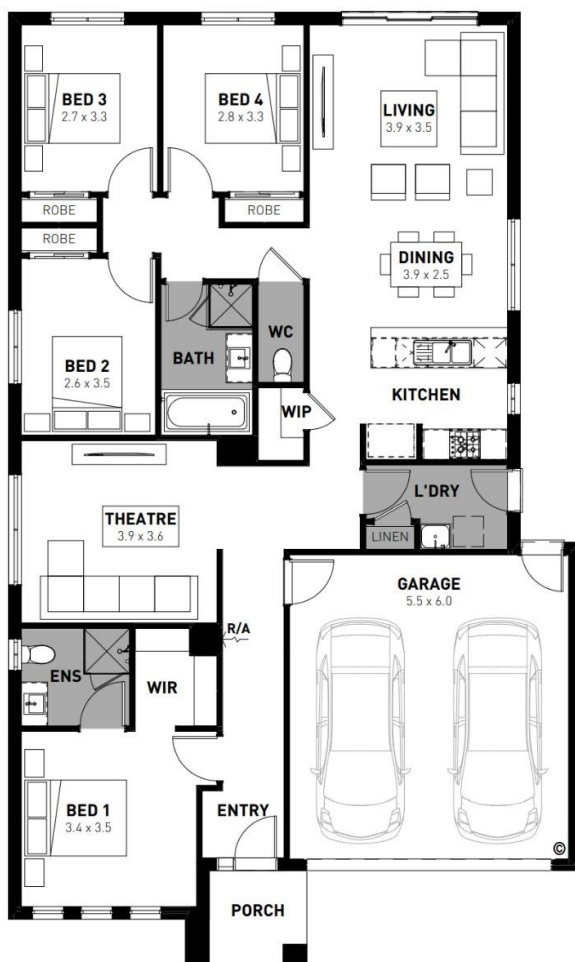 BED 3
2.7 x 3.3
BED 4
2.8 x 3.3
LIVING
3.9 x 3.5
ROBE
ROBE
ROBE
DINING
3.9 x 2.5
BED 2
2.6 x 3.5
BATH
WC
KITCHEN
WIP
L'DRY
LINEN
THEATRE
3.9 x 3.6
GARAGE
5.5 x 6.0
R/A
ENS
WIR
BED 1
3.4 x 3.5
ENTRY
©
PORCH